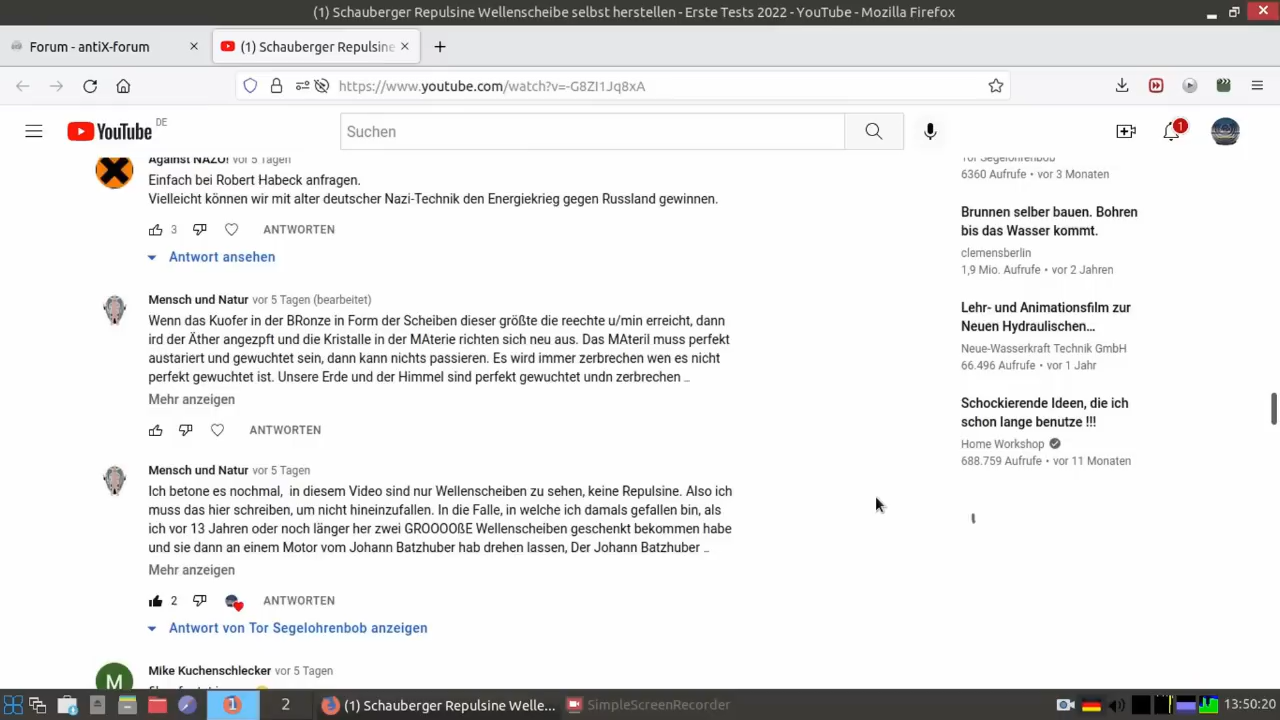 (1) Schauberger Repulsine Wellenscheibe selbst herstellen - Erste Tests 2022 - YouTube - Mozilla Firefox
Forum - antiX-forum
(1) Schauberger Repulsine
https://www.youtube.com/watch?v=-G8ZI1Jq8xA
YouTube DE
Suchen
1
Against NAZO! vor 5 Tagen
Einfach bei Robert Habeck anfragen.
Vielleicht können wir mit alter deutscher Nazi-Technik den Energiekrieg gegen Russland gewinnen.
3 ANTWORTEN
Antwort ansehen
Mensch und Natur vor 5 Tagen (bearbeitet)
Wenn das Kuofer in der BRonze in Form der Scheiben dieser größte die reechte u/min erreicht, dann
ird der Äther angezpft und die Kristalle in der MAterie richten sich neu aus. Das MAteril muss perfekt
austariert und gewuchtet sein, dann kann nichts passieren. Es wird immer zerbrechen wen es nicht
perfekt gewuchtet ist. Unsere Erde und der Himmel sind perfekt gewuchtet undn zerbrechen ...
Mehr anzeigen
ANTWORTEN
Mensch und Natur vor 5 Tagen
Ich betone es nochmal,  in diesem Video sind nur Wellenscheiben zu sehen, keine Repulsine. Also ich
muss das hier schreiben, um nicht hineinzufallen. In die Falle, in welche ich damals gefallen bin, als
ich vor 13 Jahren oder noch länger her zwei GROOOOßE Wellenscheiben geschenkt bekommen habe
und sie dann an einem Motor vom Johann Batzhuber hab drehen lassen, Der Johann Batzhuber ...
Mehr anzeigen
2 ANTWORTEN
Antwort von Tor Segelohrenbob anzeigen
M
Mike Kuchenschlecker vor 5 Tagen
Tor Segelohrenbob
6360 Aufrufe • vor 3 Monaten
Brunnen selber bauen. Bohren
bis das Wasser kommt.
clemensberlin
1,9 Mio. Aufrufe • vor 2 Jahren
Lehr- und Animationsfilm zur
Neuen Hydraulischen...
Neue-Wasserkraft Technik GmbH
66.496 Aufrufe • vor 1 Jahr
Schockierende Ideen, die ich
schon lange benutze !!!
Home Workshop
688.759 Aufrufe • vor 11 Monaten
1
2
(1) Schauberger Repulsine Welle...
SimpleScreenRecorder
13:50:20